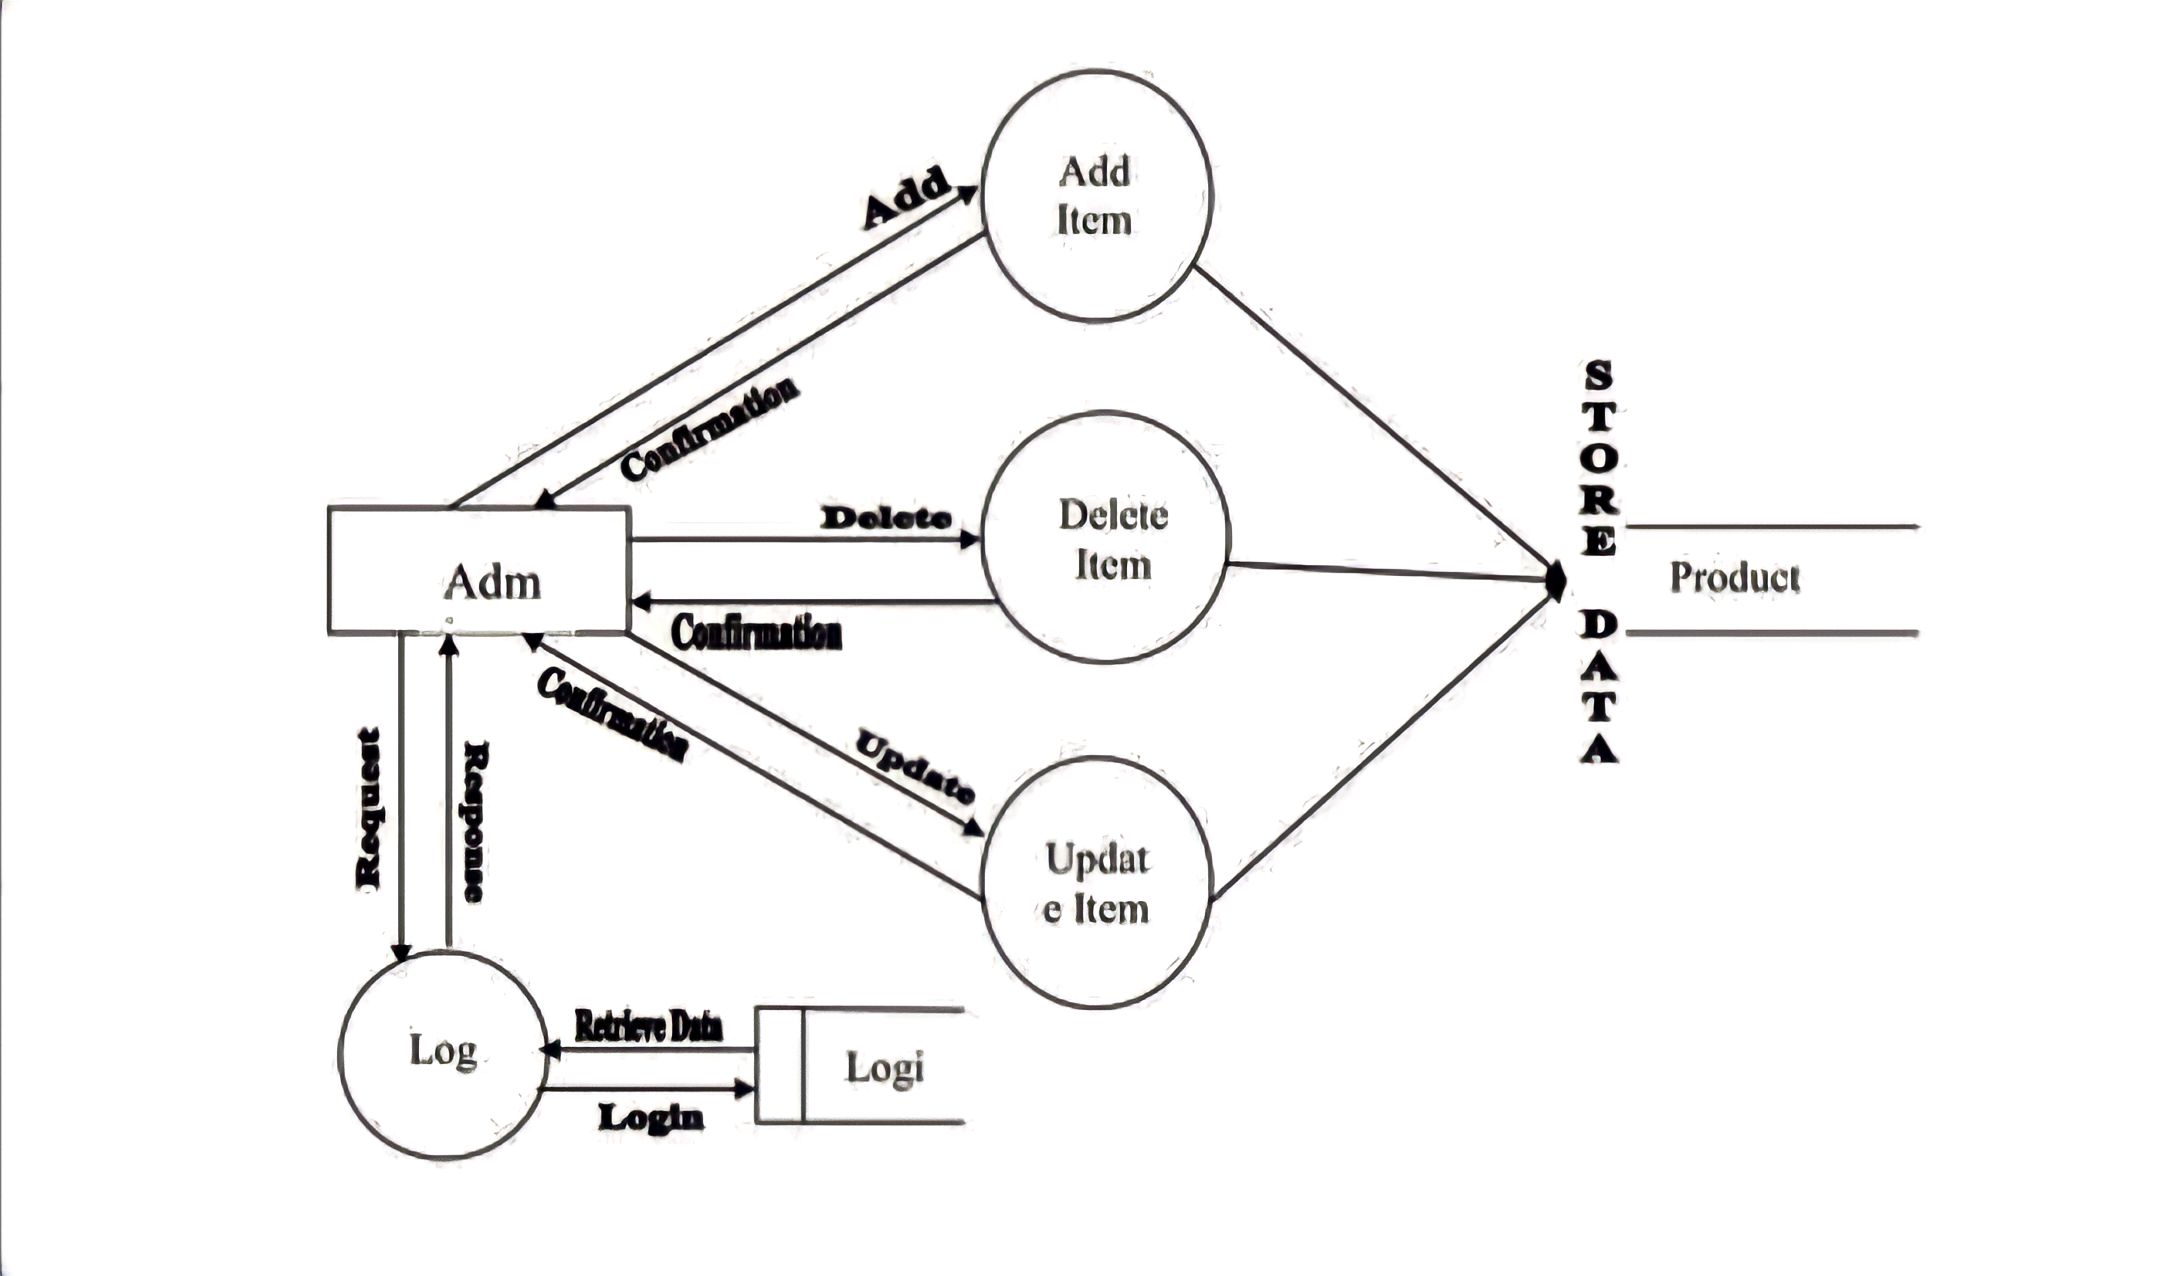 Add
Add
Item
Confirmation
Delete
Delete
Item
Adm
Confirmation
Confirmation
Update
Updat
e Item
STORE DATA
Product
Request
Response
Log
Retrieve Data
Login
Logi